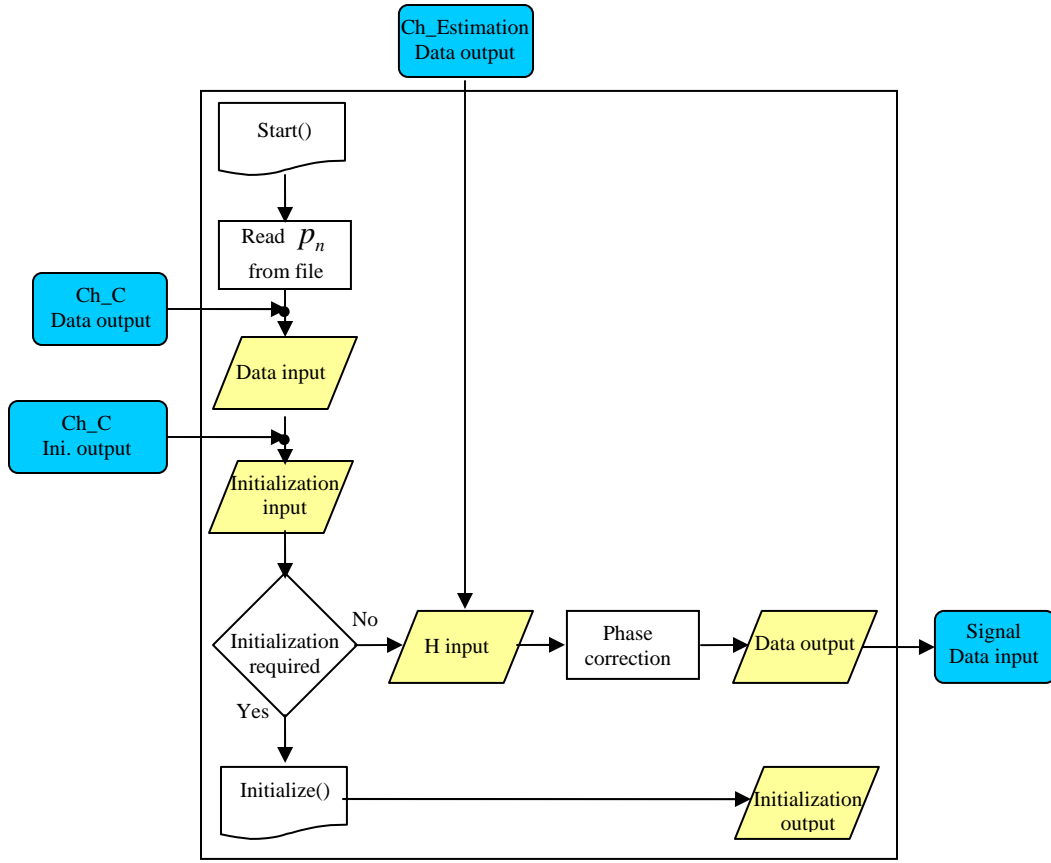 Ch_Estimation
Data output
Start()
Read pₙ
from file
Ch_C
Data output
Data input
Ch_C
Ini. output
Initialization
input
No
Initialization
required
H input
Phase
correction
Data output
Signal
Data input
Yes
Initialize()
Initialization
output